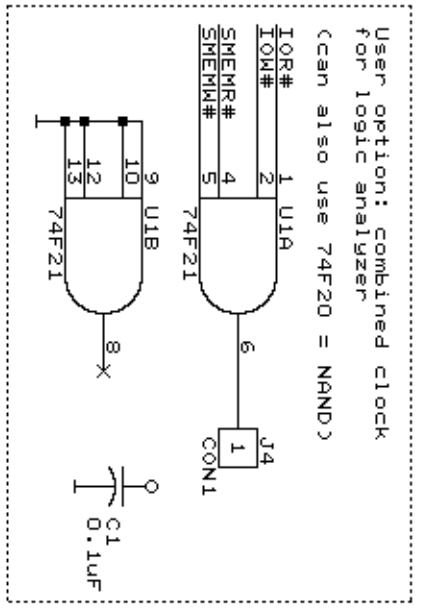 User option: combined clock
for logic analyzer
(can also use 74F20 = NAND)
IOR#
IOW#
SMEMR#
SMEMW#
1
2
4
5
U1A
74F21
6
J4
1
CON1
9
10
12
13
U1B
74F21
8
C1
0.1uF